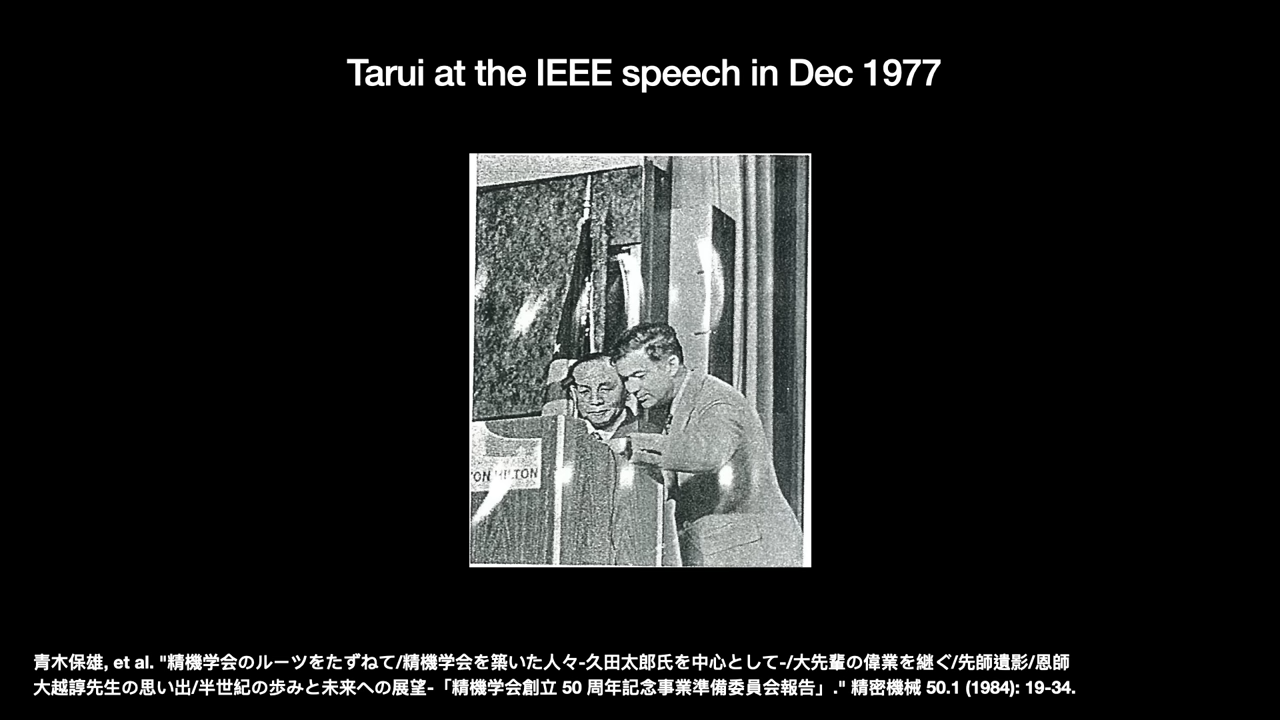 Tarui at the IEEE speech in Dec 1977
TON HILTON
青木保雄, et al. "精機学会のルーツをたずねて/精機学会を築いた人々-久田太郎氏を中心として-/大先輩の偉業を継ぐ/先師遺影/恩師
大越諄先生の思い出/半世紀の歩みと未来への展望-「精機学会創立 50 周年記念事業準備委員会報告」." 精密機械 50.1 (1984): 19-34.